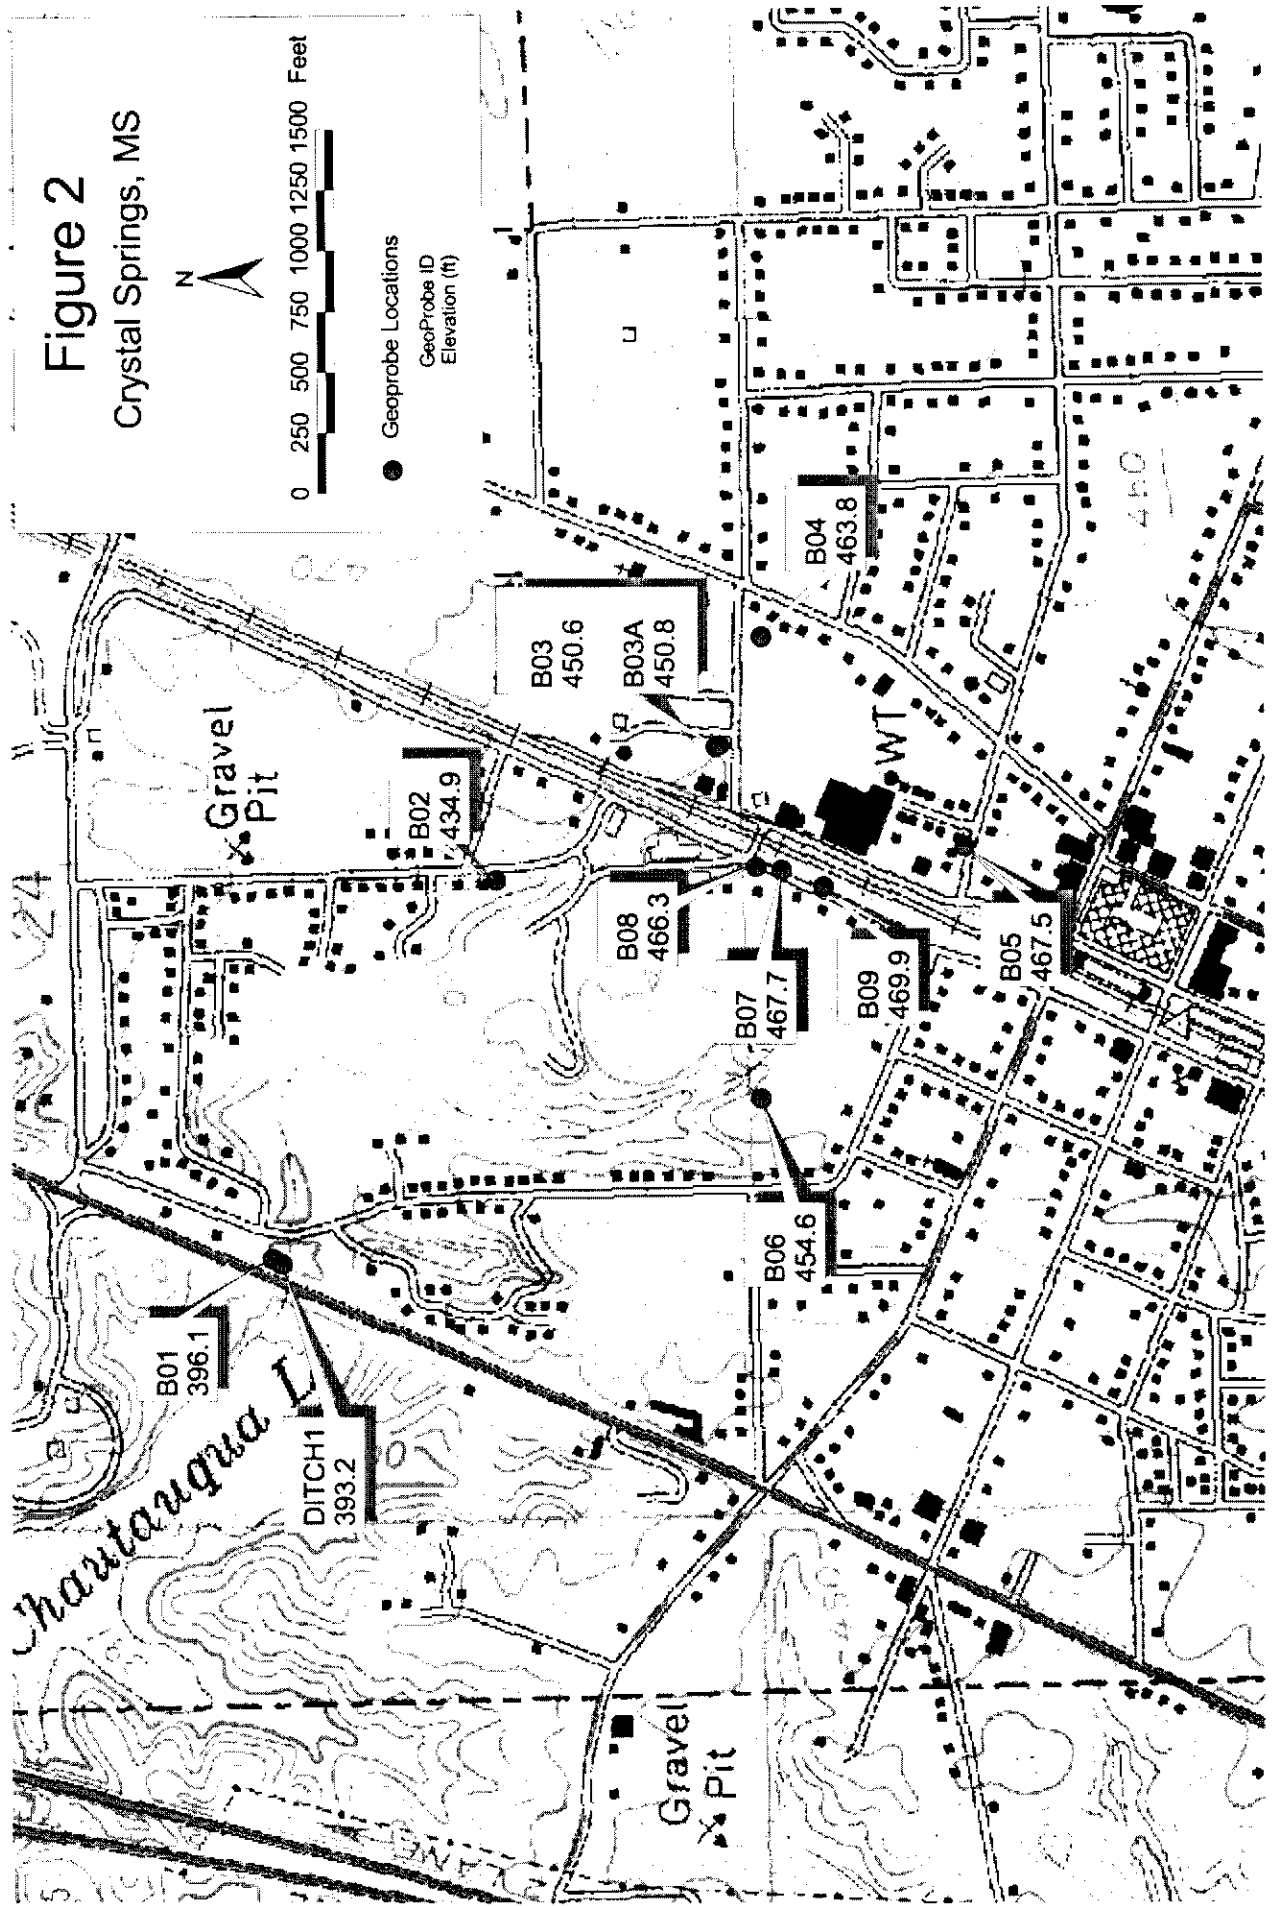 Figure 2
Crystal Springs, MS
N
0 250 500 750 1000 1250 1500 Feet
Geoprobe Locations
GeoProbe ID
Elevation (ft)
Gravel
Pit
470
B02
434.9
B03
450.6
B03A
450.8
B04
463.8
B08
466.3
B07
467.7
B09
469.9
B05
467.5
WT
B01
396.1
DITCH1
393.2
B06
454.6
Chautauqua L
Gravel
Pit